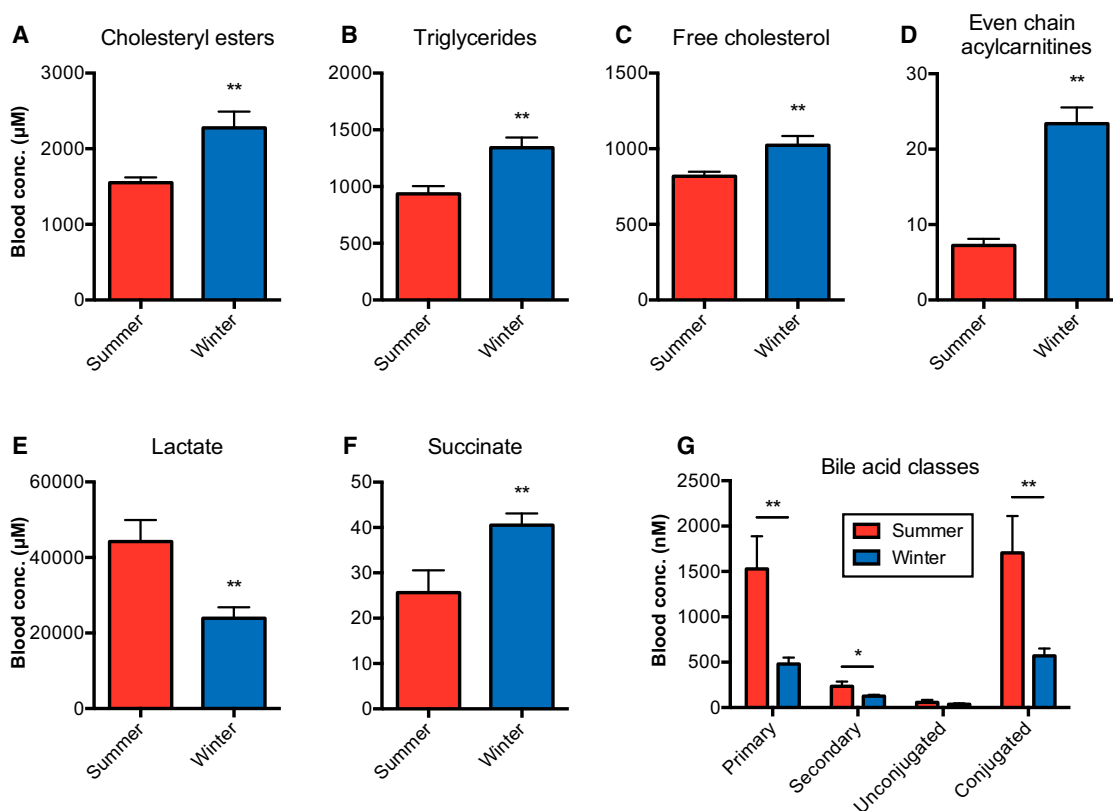 A
Cholesteryl esters
Blood conc. (µM)
3000
2000
1000
0
**
Summer
Winter
B
Triglycerides
2000
1500
1000
500
0
**
Summer
Winter
C
Free cholesterol
1500
1000
500
0
**
Summer
Winter
D
Even chain
acylcarnitines
30
20
10
0
**
Summer
Winter
E
Lactate
Blood conc. (µM)
60000
40000
20000
0
**
Summer
Winter
F
Succinate
50
40
30
20
10
0
**
Summer
Winter
G
Bile acid classes
Blood conc. (nM)
2500
2000
1500
1000
500
0
**
*
**
Summer
Winter
Primary
Secondary
Unconjugated
Conjugated